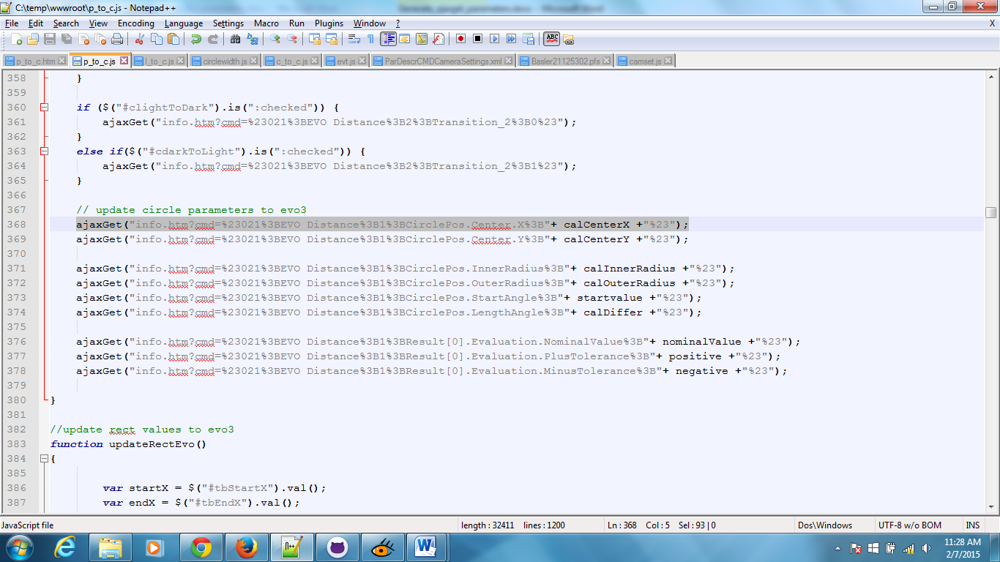 C:\temp\wwwroot\p_to_c.js - Notepad++
File Edit Search View Encoding Language Settings Macro Run Plugins Window ? X
p_to_c.htm p_to_c.js l_to_c.js circlewidth.js c_to_c.js evt.js ParDescrCMDCameraSettings.xml Basler21125302.pfs camset.js
358 }
359
360 if ($("#clightToDark").is(":checked")) {
361 ajaxGet("info.htm?cmd=%23021%3BEVO Distance%3B2%3BTransition_2%3B0%23");
362 }
363 else if($("#cdarkToLight").is(":checked")) {
364 ajaxGet("info.htm?cmd=%23021%3BEVO Distance%3B2%3BTransition_2%3B1%23");
365 }
366
367 // update circle parameters to evo3
368 ajaxGet("info.htm?cmd=%23021%3BEVO Distance%3B1%3BCirclePos.Center.X%3B"+ calCenterX +"%23");
369 ajaxGet("info.htm?cmd=%23021%3BEVO Distance%3B1%3BCirclePos.Center.Y%3B"+ calCenterY +"%23");
370
371 ajaxGet("info.htm?cmd=%23021%3BEVO Distance%3B1%3BCirclePos.InnerRadius%3B"+ calInnerRadius +"%23");
372 ajaxGet("info.htm?cmd=%23021%3BEVO Distance%3B1%3BCirclePos.OuterRadius%3B"+ calOuterRadius +"%23");
373 ajaxGet("info.htm?cmd=%23021%3BEVO Distance%3B1%3BCirclePos.StartAngle%3B"+ startvalue +"%23");
374 ajaxGet("info.htm?cmd=%23021%3BEVO Distance%3B1%3BCirclePos.LengthAngle%3B"+ calDiffer +"%23");
375
376 ajaxGet("info.htm?cmd=%23021%3BEVO Distance%3B1%3BResult[0].Evaluation.NominalValue%3B"+ nominalValue +"%23");
377 ajaxGet("info.htm?cmd=%23021%3BEVO Distance%3B1%3BResult[0].Evaluation.PlusTolerance%3B"+ positive +"%23");
378 ajaxGet("info.htm?cmd=%23021%3BEVO Distance%3B1%3BResult[0].Evaluation.MinusTolerance%3B"+ negative +"%23");
379
380 }
381
382 //update rect values to evo3
383 function updateRectEvo()
384 {
385
386 var startX = $("#tbStartX").val();
387 var endX = $("#tbEndX").val();
JavaScript file length : 32411 lines : 1200 Ln : 368 Col : 5 Sel : 93 | 0 Dos\Windows UTF-8 w/o BOM INS
11:28 AM
2/7/2015